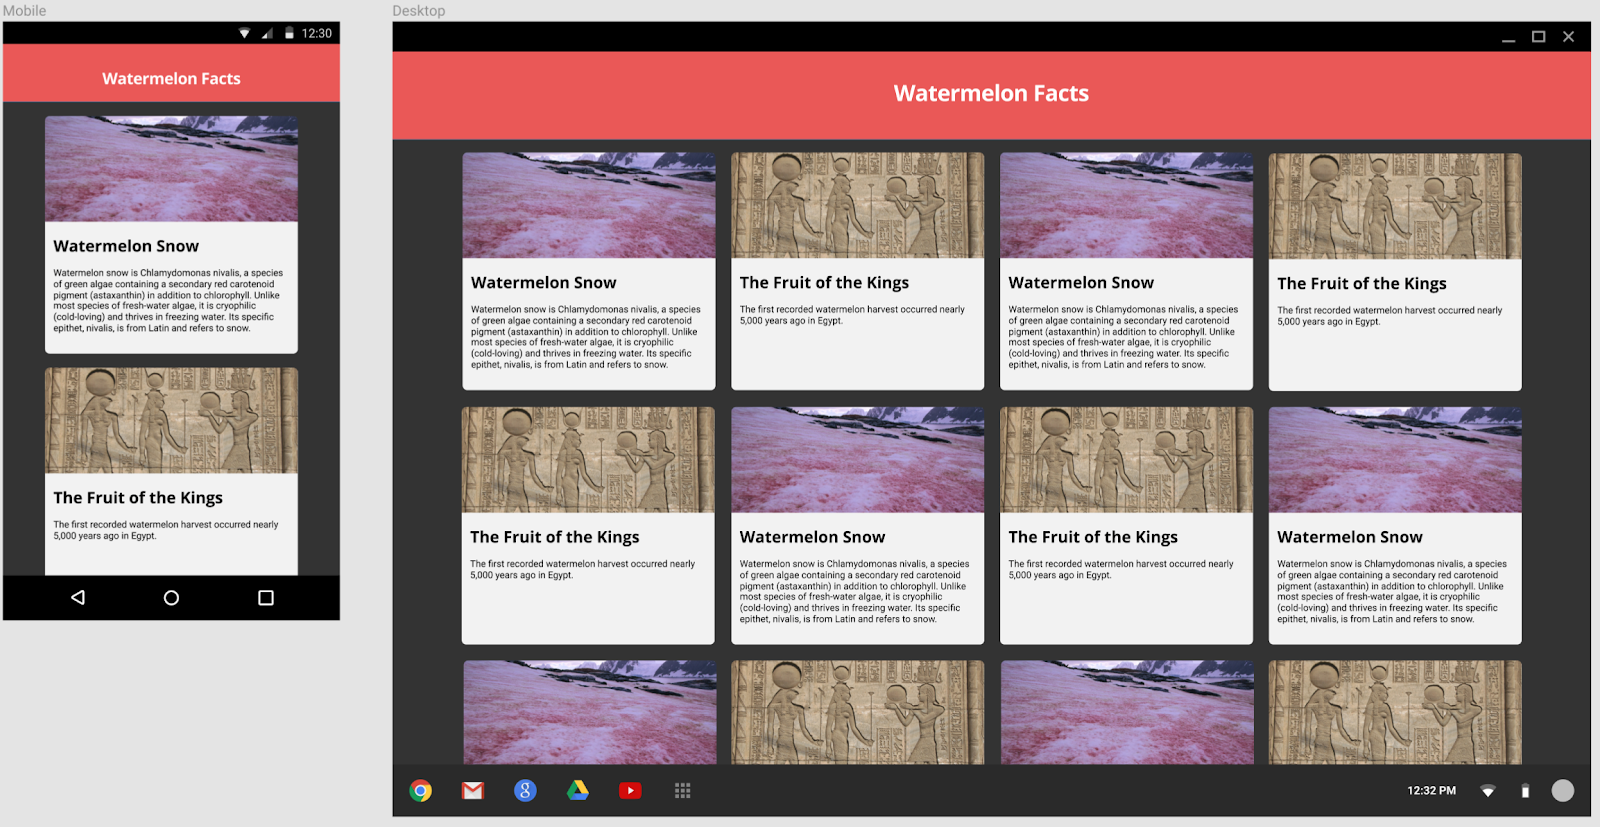 Mobile
12:30
Watermelon Facts
Watermelon Snow
Watermelon snow is Chlamydomonas nivalis, a species
of green algae containing a secondary red carotenoid
pigment (astaxanthin) in addition to chlorophyll. Unlike
most species of fresh-water algae, it is cryophilic
(cold-loving) and thrives in freezing water. Its specific
epithet, nivalis, is from Latin and refers to snow.
The Fruit of the Kings
The first recorded watermelon harvest occurred nearly
5,000 years ago in Egypt.
Desktop
Watermelon Facts
Watermelon Snow
Watermelon snow is Chlamydomonas nivalis, a species
of green algae containing a secondary red carotenoid
pigment (astaxanthin) in addition to chlorophyll. Unlike
most species of fresh-water algae, it is cryophilic
(cold-loving) and thrives in freezing water. Its specific
epithet, nivalis, is from Latin and refers to snow.
The Fruit of the Kings
The first recorded watermelon harvest occurred nearly
5,000 years ago in Egypt.
Watermelon Snow
Watermelon snow is Chlamydomonas nivalis, a species
of green algae containing a secondary red carotenoid
pigment (astaxanthin) in addition to chlorophyll. Unlike
most species of fresh-water algae, it is cryophilic
(cold-loving) and thrives in freezing water. Its specific
epithet, nivalis, is from Latin and refers to snow.
The Fruit of the Kings
The first recorded watermelon harvest occurred nearly
5,000 years ago in Egypt.
The Fruit of the Kings
The first recorded watermelon harvest occurred nearly
5,000 years ago in Egypt.
Watermelon Snow
Watermelon snow is Chlamydomonas nivalis, a species
of green algae containing a secondary red carotenoid
pigment (astaxanthin) in addition to chlorophyll. Unlike
most species of fresh-water algae, it is cryophilic
(cold-loving) and thrives in freezing water. Its specific
epithet, nivalis, is from Latin and refers to snow.
The Fruit of the Kings
The first recorded watermelon harvest occurred nearly
5,000 years ago in Egypt.
Watermelon Snow
Watermelon snow is Chlamydomonas nivalis, a species
of green algae containing a secondary red carotenoid
pigment (astaxanthin) in addition to chlorophyll. Unlike
most species of fresh-water algae, it is cryophilic
(cold-loving) and thrives in freezing water. Its specific
epithet, nivalis, is from Latin and refers to snow.
g
12:32 PM